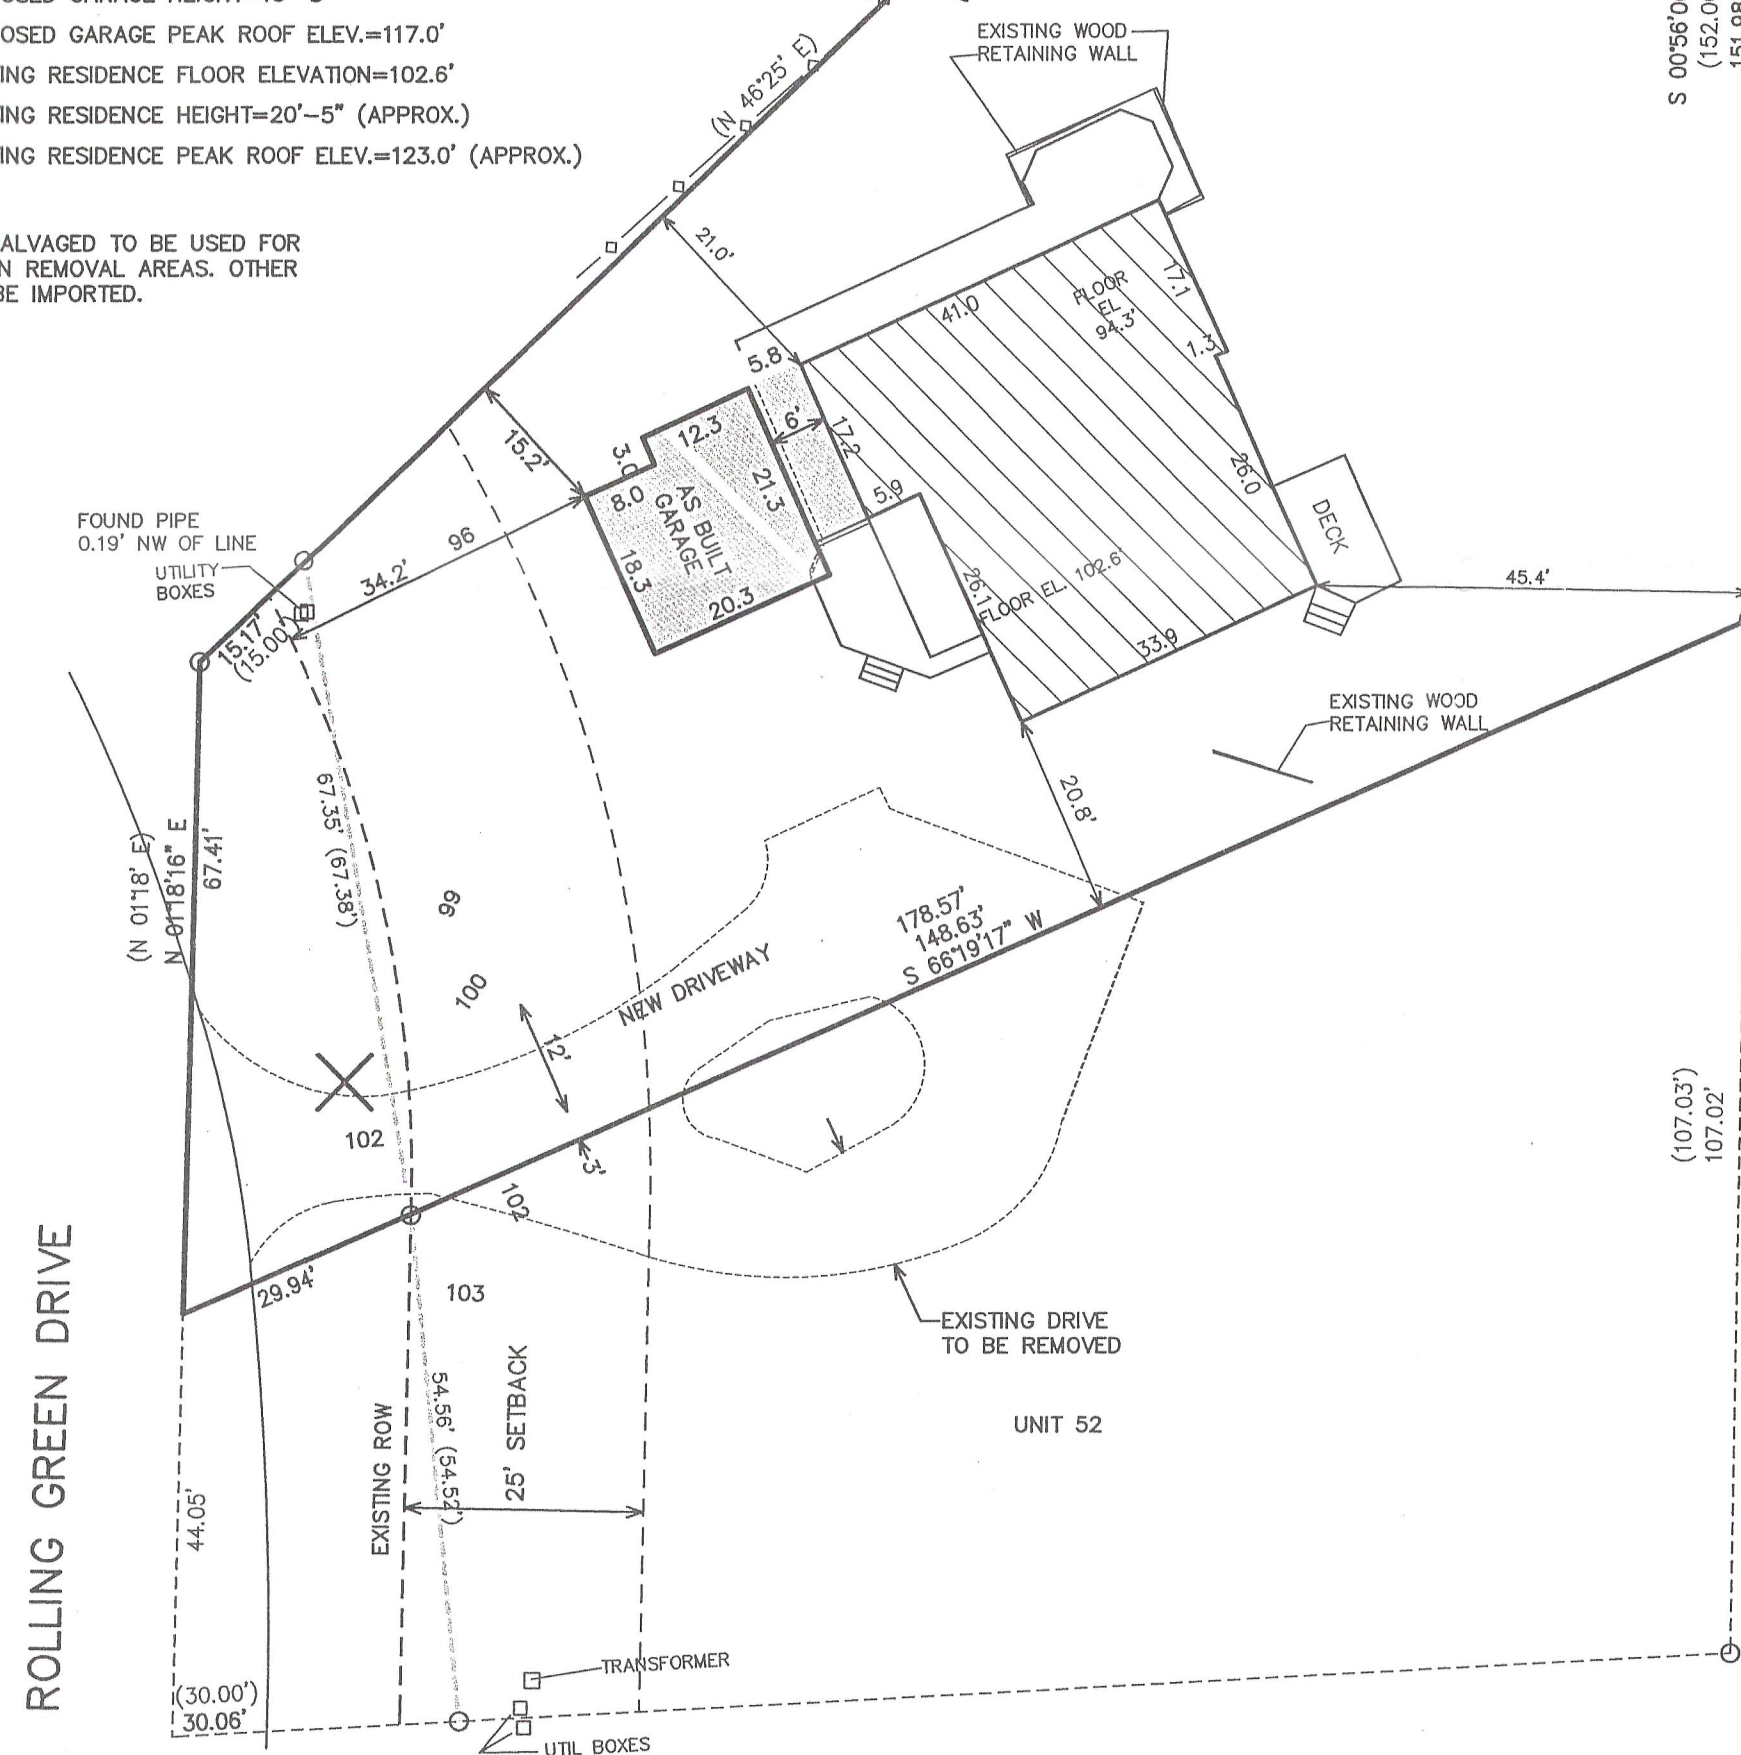 OSED GARAGE PEAK ROOF ELEV.=117.0'
ING RESIDENCE FLOOR ELEVATION=102.6'
ING RESIDENCE HEIGHT=20'-5" (APPROX.)
ING RESIDENCE PEAK ROOF ELEV.=123.0' (APPROX.)
ALVAGED TO BE USED FOR
N REMOVAL AREAS. OTHER
BE IMPORTED.
(N 46°25' E)
EXISTING WOOD
RETAINING WALL
S 00°56'0
(152.0
151.98
21.0'
41.0
FLOOR
EL
94.3'
17.1
1.3
5.8
6'
17.2
15.2'
12.3
3.0
8.0
21.3
AS BUILT
GARAGE
18.3
20.3
5.9
26.0
DECK
26.1
FLOOR EL. 102.6'
33.9
45.4'
FOUND PIPE
0.19' NW OF LINE
UTILITY
BOXES
96
34.2'
15.17'
(15.00')
EXISTING WOOD
RETAINING WALL
20.8'
67.35' (67.38')
(N 01°18' E)
N 01°18'16" E
67.41'
99
100
NEW DRIVEWAY
178.57'
148.63'
S 66°19'17" W
12'
102
3'
102
(107.03')
107.02'
29.94'
103
EXISTING DRIVE
TO BE REMOVED
ROLLING GREEN DRIVE
EXISTING ROW
54.56' (54.52')
25' SETBACK
UNIT 52
44.05'
TRANSFORMER
(30.00')
30.06'
UTIL BOXES